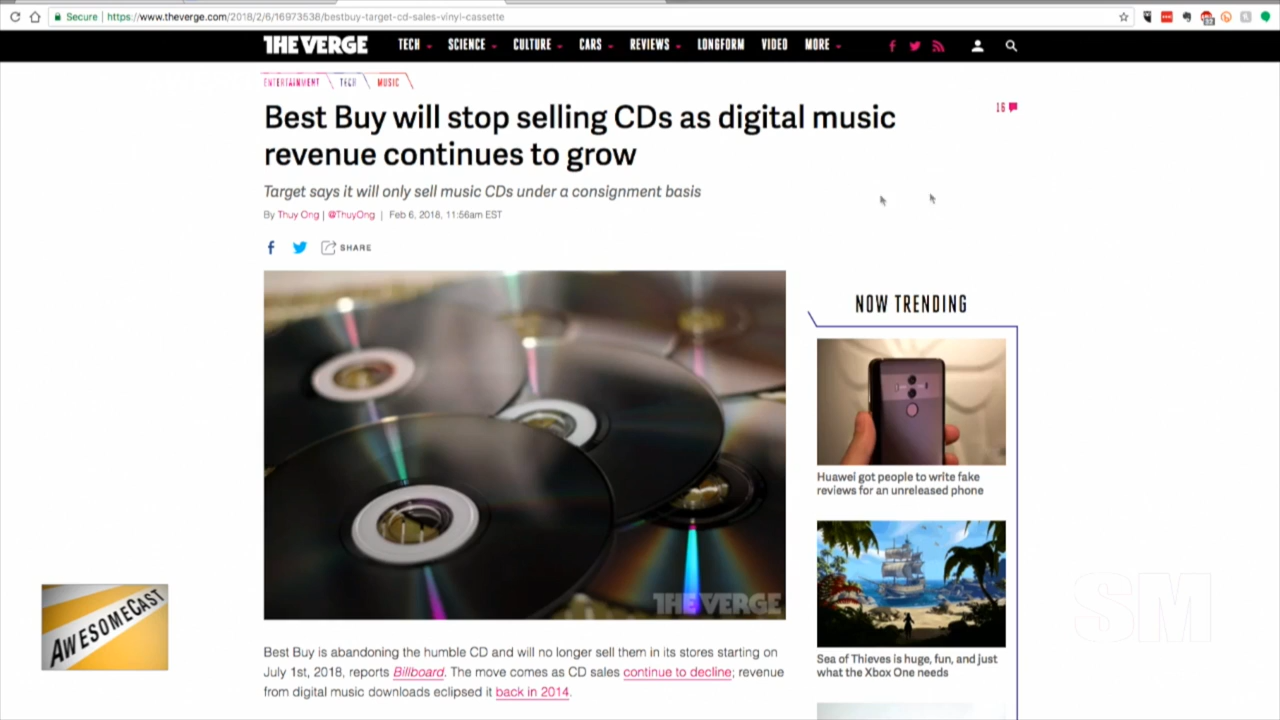 Secure | https://www.theverge.com/2018/2/6/16973538/bestbuy-target-cd-sales-vinyl-cassette
THE VERGE TECH SCIENCE CULTURE CARS REVIEWS LONGFORM VIDEO MORE
ENTERTAINMENT TECH MUSIC
Best Buy will stop selling CDs as digital music
revenue continues to grow
16
Target says it will only sell music CDs under a consignment basis
By Thuy Ong | @ThuyOng | Feb 6, 2018, 11:56am EST
SHARE
THE VERGE
NOW TRENDING
Huawei got people to write fake
reviews for an unreleased phone
Sea of Thieves is huge, fun, and just
what the Xbox One needs
AWESOMECAST
SM
Best Buy is abandoning the humble CD and will no longer sell them in its stores starting on
July 1st, 2018, reports Billboard. The move comes as CD sales continue to decline; revenue
from digital music downloads eclipsed it back in 2014.